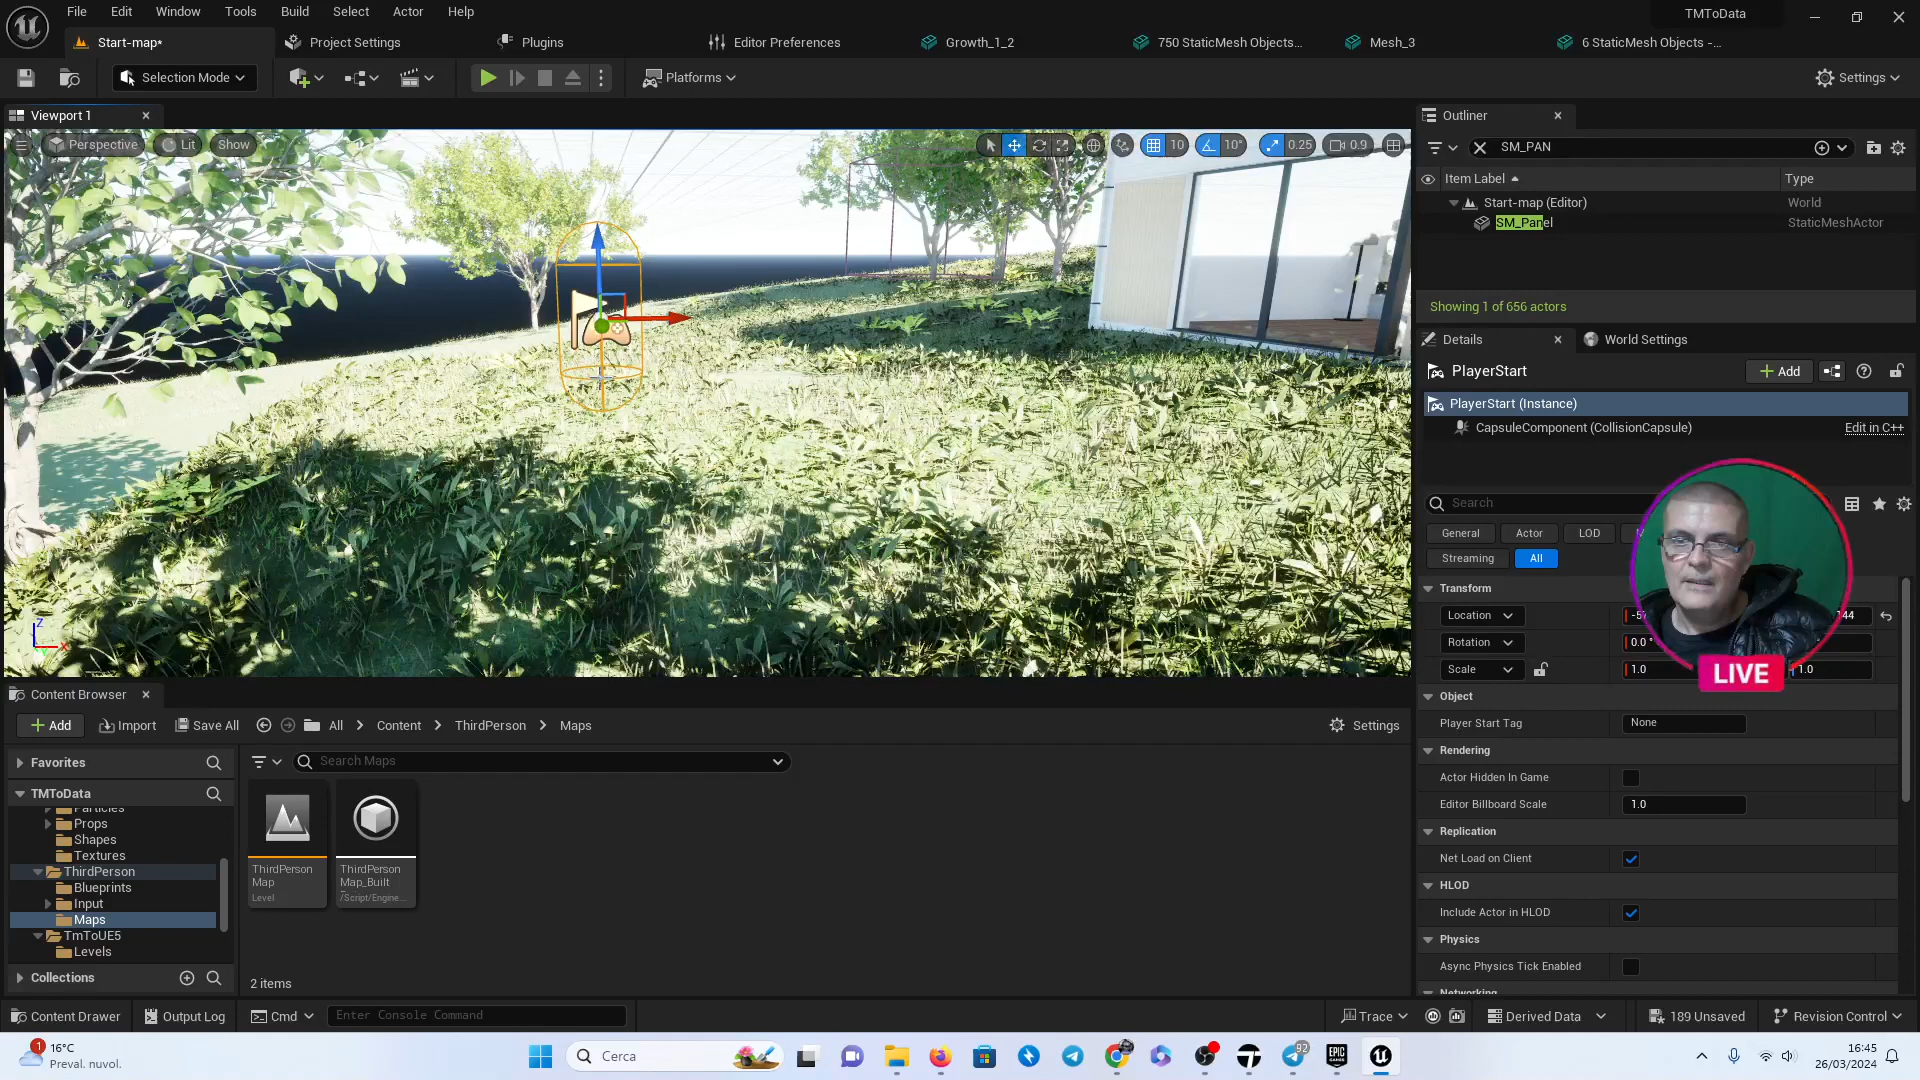 File Edit Window Tools Build Select Actor Help
TMToData
Start-map*
Project Settings
Plugins
Editor Preferences
Growth_1_2
750 StaticMesh Objects...
Mesh_3
6 StaticMesh Objects -...
Selection Mode
Platforms
Settings
Viewport 1
Perspective Lit Show
10 10° 0.25 0.9
Z
X
Outliner
SM_PAN
Item Label Type
Start-map (Editor) World
SM_Panel StaticMeshActor
Showing 1 of 656 actors
Details
World Settings
PlayerStart
Add
PlayerStart (Instance)
CapsuleComponent (CollisionCapsule) Edit in C++
Search
General Actor LOD
Streaming All
Transform
Location
Rotation 0.0°
Scale 1.0 1.0
LIVE
Object
Player Start Tag None
Rendering
Actor Hidden In Game
Editor Billboard Scale 1.0
Replication
Net Load on Client
HLOD
Include Actor in HLOD
Physics
Async Physics Tick Enabled
Networking
Content Browser
Add Import Save All All Content ThirdPerson Maps Settings
Favorites
Search Maps
TMToData
Particles
Props
Shapes
Textures
ThirdPerson
Blueprints
Input
Maps
TmToUE5
Levels
Collections
ThirdPerson
Map
Level
ThirdPerson
Map_Built
/Script/Engine...
2 items
Content Drawer Output Log Cmd Enter Console Command Trace Derived Data 189 Unsaved Revision Control
1
16°C
Preval. nuvol.
Cerca
92
EPIC
GAMES
16:45
26/03/2024